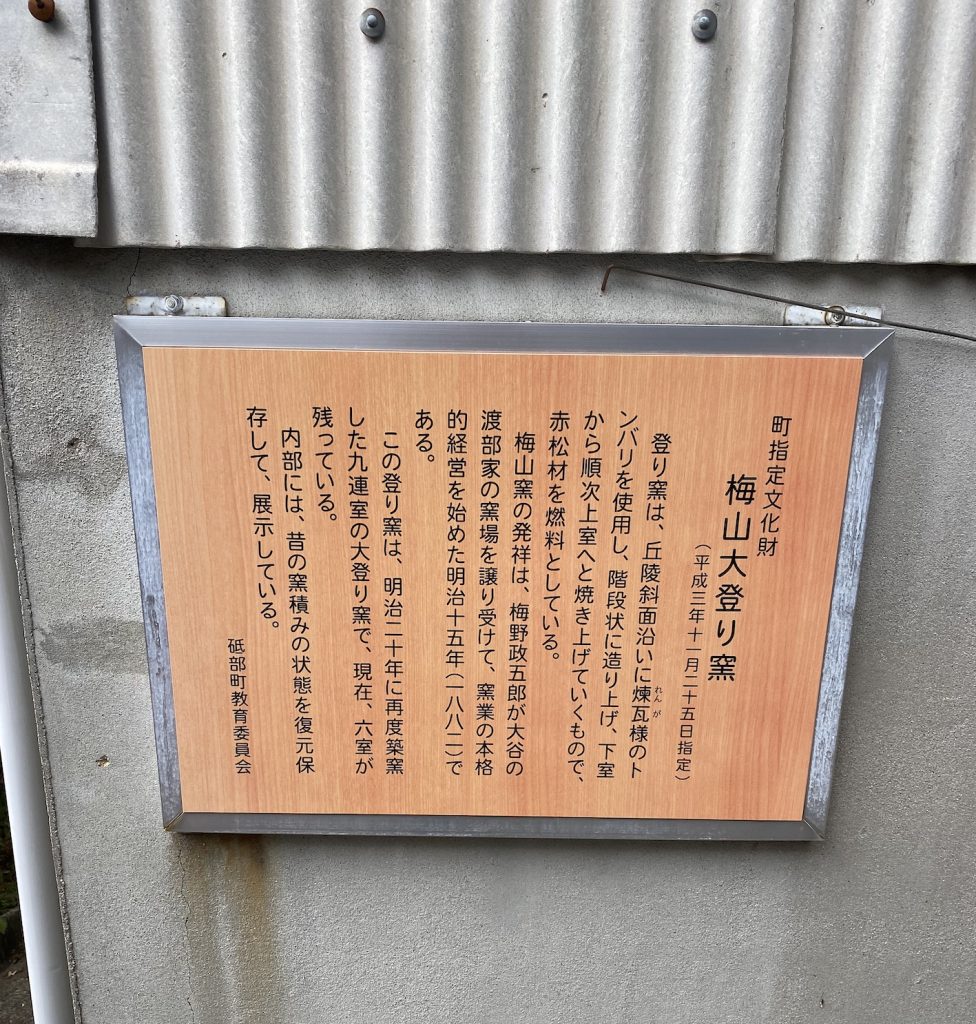 町指定文化財
梅山大登り窯
（平成三年十一月二十五日指定）
登り窯は、丘陵斜面沿いに煉瓦様のト
れんが
ンバリを使用し、階段状に造り上げ、下室
から順次上室へと焼き上げていくもので、
赤松材を燃料としている。
梅山窯の発祥は、梅野政五郎が大谷の
渡部家の窯場を譲り受けて、窯業の本格
的経営を始めた明治十五年（一八八二）で
ある。
この登り窯は、明治二十年に再度築窯
した九連室の大登り窯で、現在、六室が
残っている。
内部には、昔の窯積みの状態を復元保
存して、展示している。
砥部町教育委員会